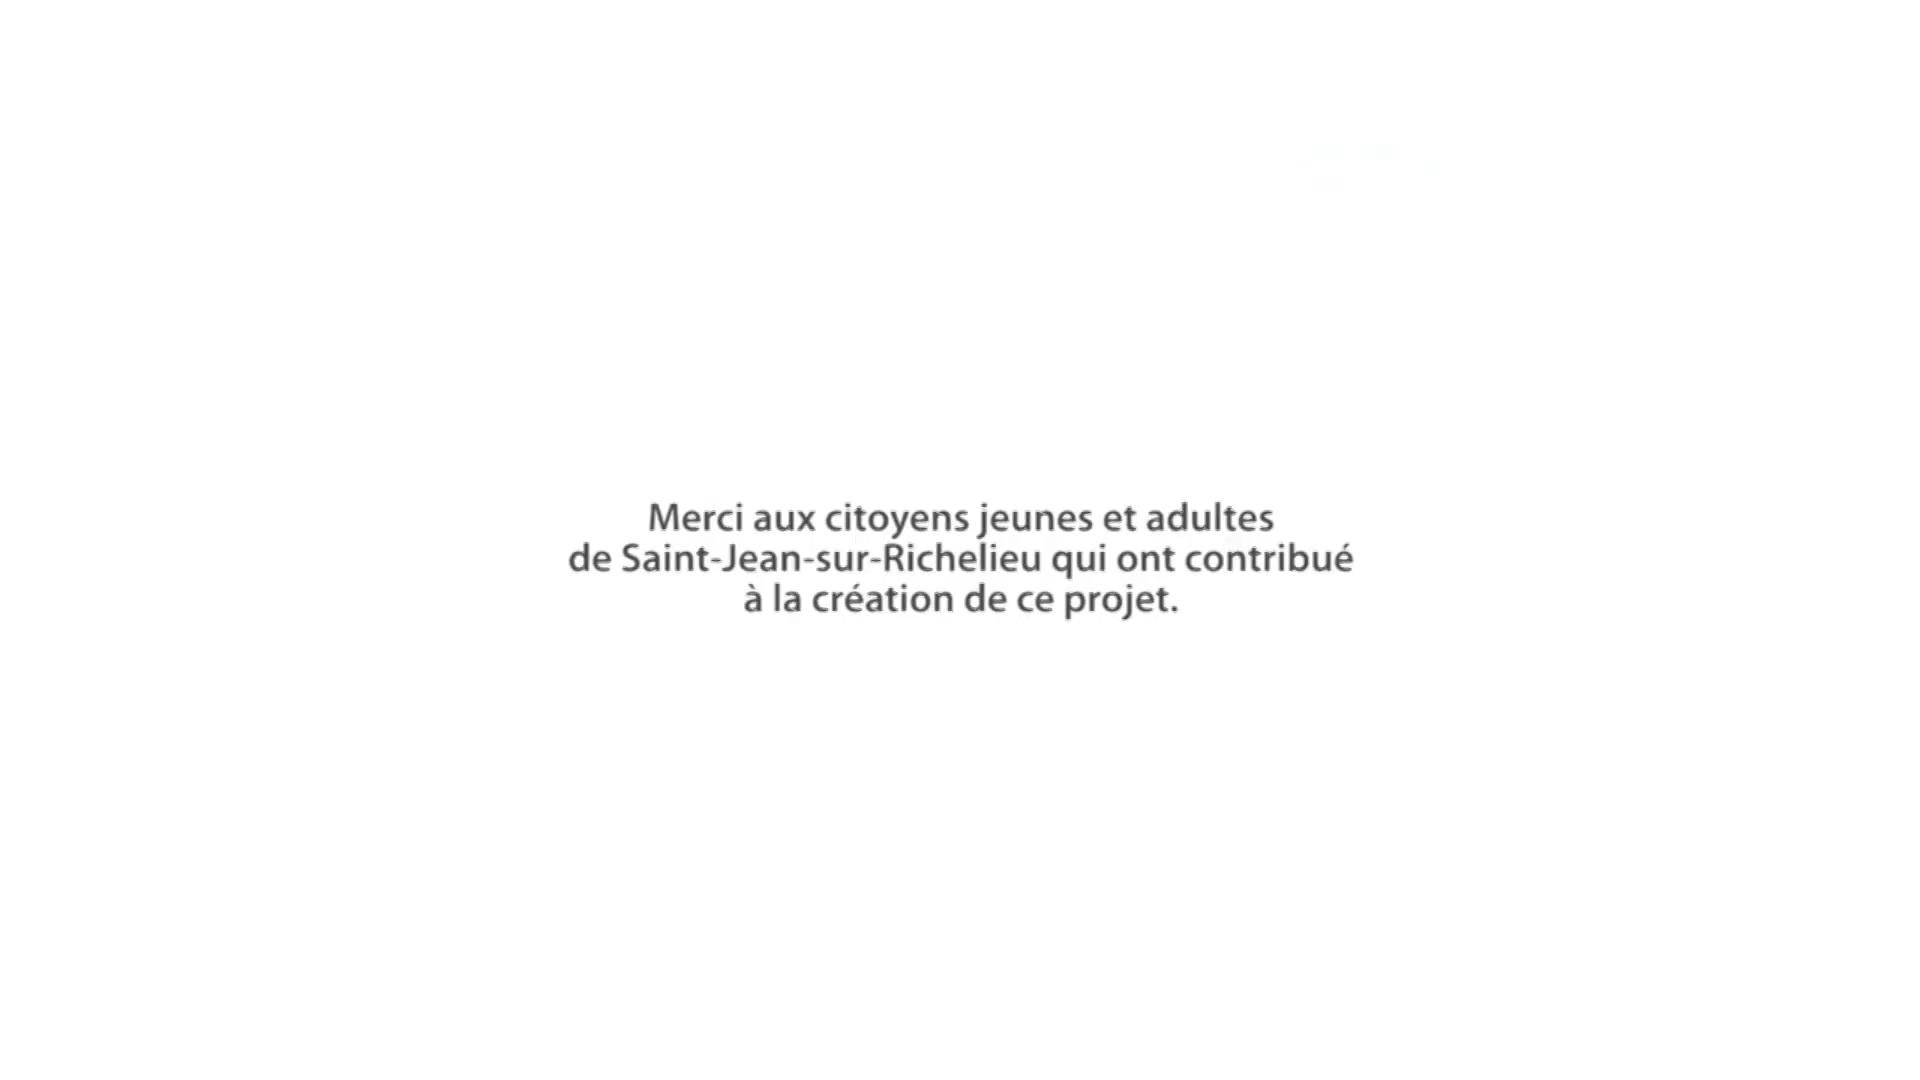 Merci aux citoyens jeunes et adultes
de Saint-Jean-sur-Richelieu qui ont contribué
à la création de ce projet.